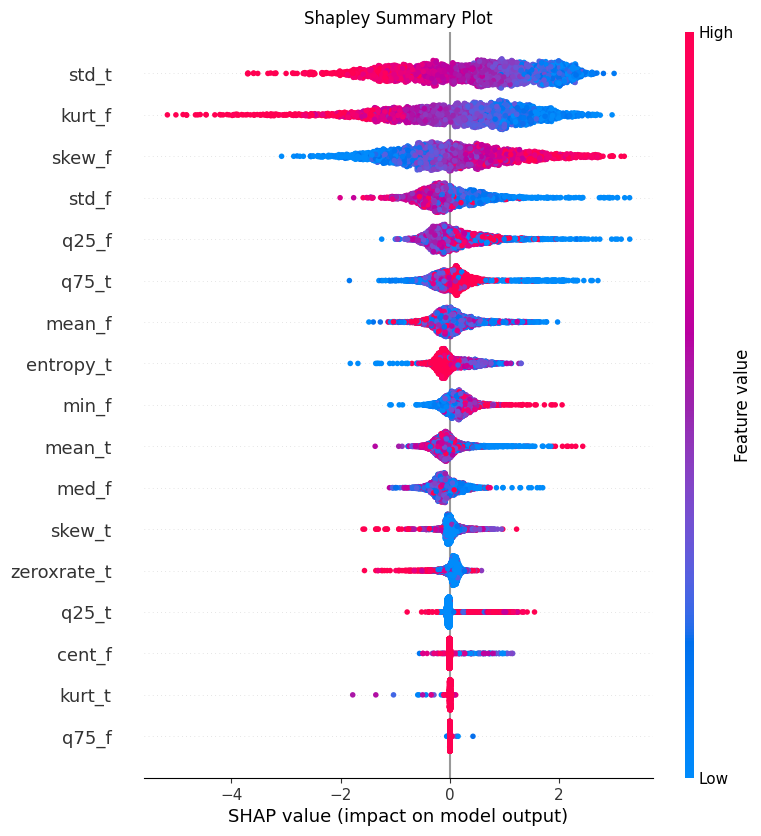 Shapley Summary Plot
High
std_t
kurt_f
skew_f
std_f
q25_f
q75_t
mean_f
entropy_t
min_f
mean_t
med_f
skew_t
zeroxrate_t
q25_t
cent_f
kurt_t
q75_f
Feature value
Low
−4 −2 0 2
SHAP value (impact on model output)